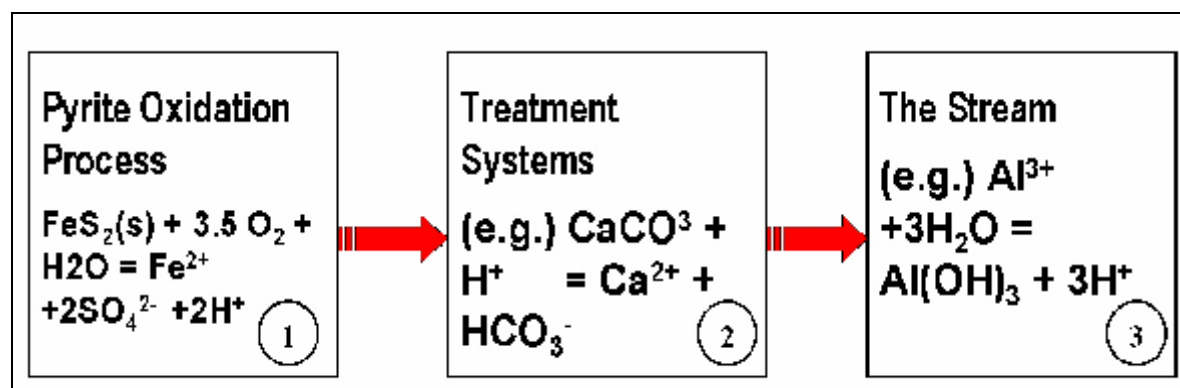 Pyrite Oxidation
Process
FeS₂(s) + 3.5 O₂ +
H2O = Fe²⁺
+2SO₄²⁻ +2H⁺
1
Treatment
Systems
(e.g.) CaCO³ +
H⁺ = Ca²⁺ +
HCO₃⁻
2
The Stream
(e.g.) Al³⁺
+3H₂O =
Al(OH)₃ + 3H⁺
3